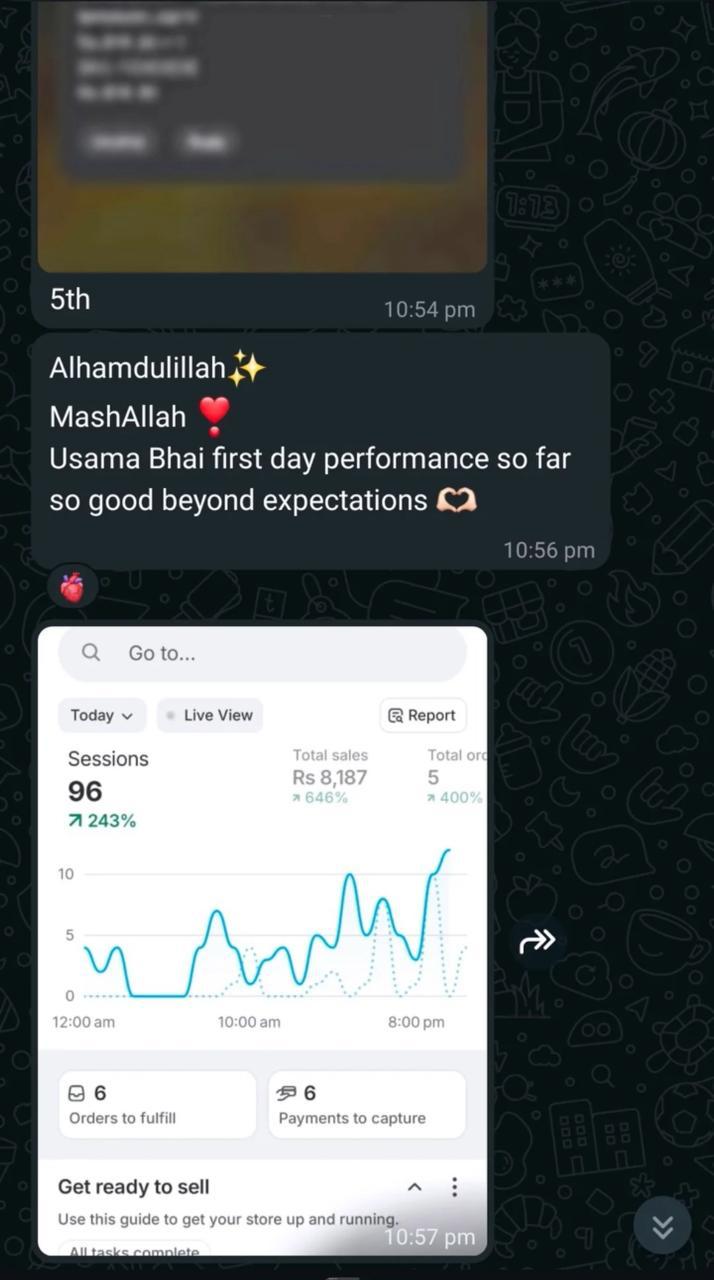 5th
10:54 pm
Alhamdulillah✨
MashAllah ❣️
Usama Bhai first day performance so far
so good beyond expectations 🫶🏻
10:56 pm
Go to...
Today
Live View
Report
Sessions
Total sales
Total ord
96
Rs 8,187
5
243%
646%
400%
10
5
0
12:00 am
10:00 am
8:00 pm
6
Orders to fulfill
6
Payments to capture
Get ready to sell
Use this guide to get your store up and running.
10:57 pm
All tasks complete